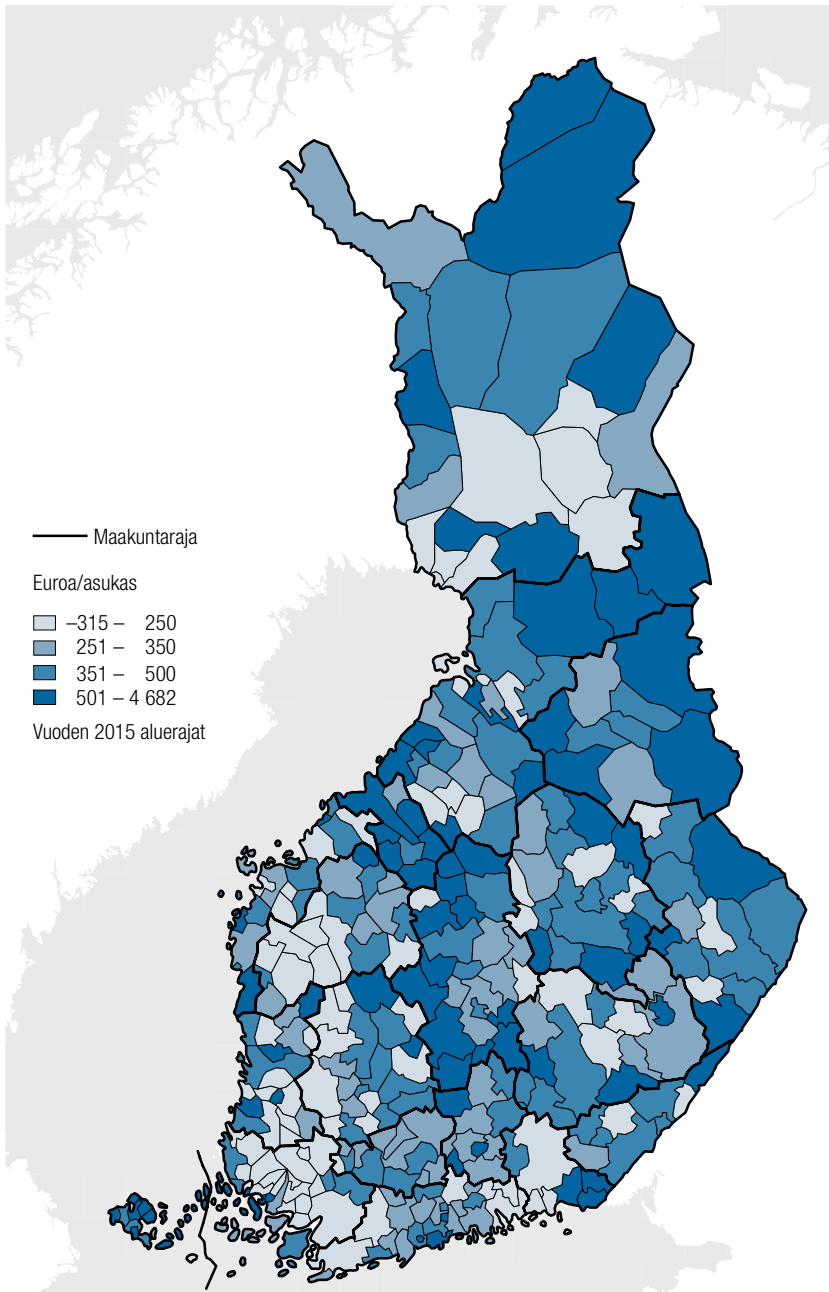 Maakuntaraja
Euroa/asukas
–315 – 250
251 – 350
351 – 500
501 – 4 682
Vuoden 2015 aluerajat